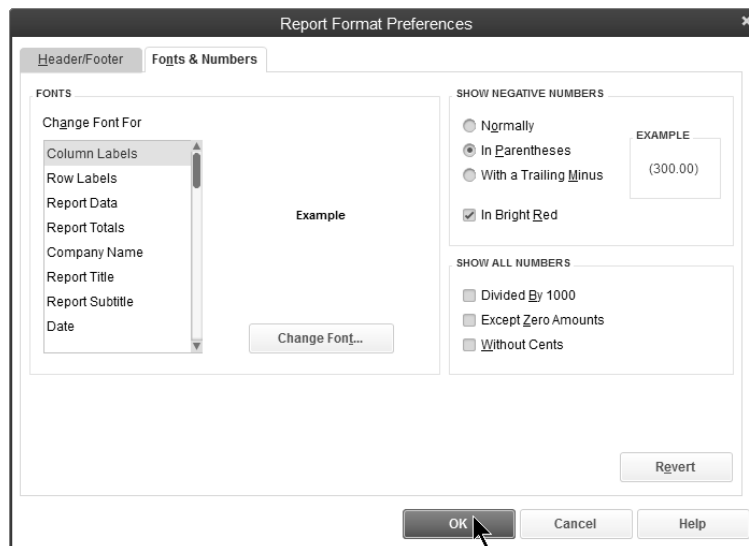 Report Format Preferences
Header/Footer
Fonts & Numbers
FONTS
Change Font For
Column Labels
Row Labels
Report Data
Report Totals
Company Name
Report Title
Report Subtitle
Date
Example
Change Font...
SHOW NEGATIVE NUMBERS
Normally
In Parentheses
With a Trailing Minus
In Bright Red
EXAMPLE
(300.00)
SHOW ALL NUMBERS
Divided By 1000
Except Zero Amounts
Without Cents
Revert
OK
Cancel
Help